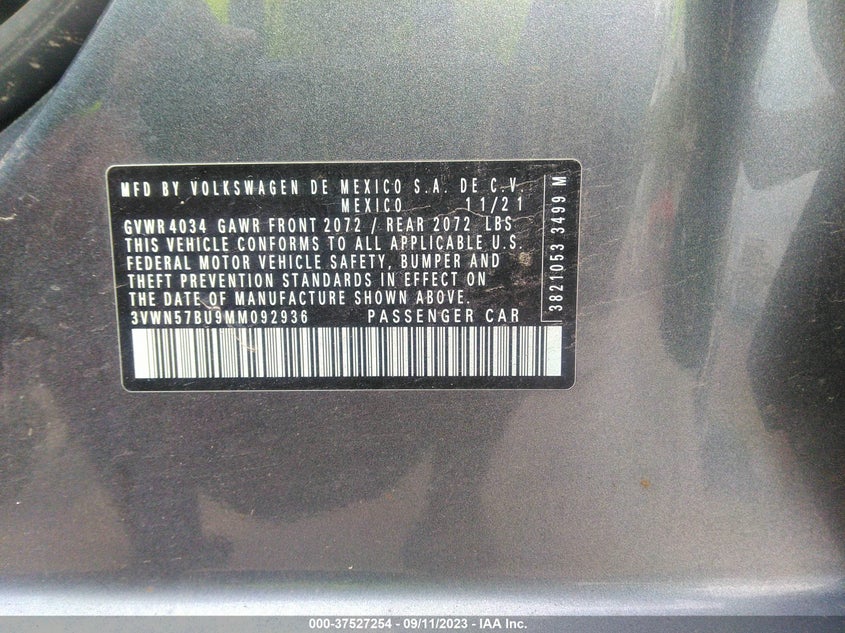 MFD BY VOLKSWAGEN DE MEXICO S.A. DE C.V.
MEXICO 11/21
GVWR 4034 GAWR FRONT 2072 / REAR 2072 LBS
THIS VEHICLE CONFORMS TO ALL APPLICABLE U.S.
FEDERAL MOTOR VEHICLE SAFETY, BUMPER AND
THEFT PREVENTION STANDARDS IN EFFECT ON
THE DATE OF MANUFACTURE SHOWN ABOVE.
3VWN57BU9MM092936 PASSENGER CAR
3821053 3499 M
000-37527254 - 09/11/2023 - IAA Inc.